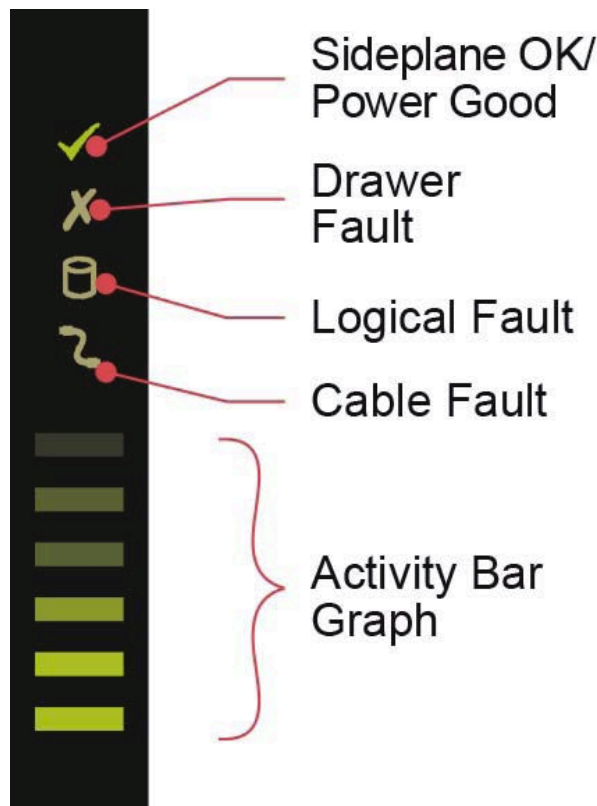 Sideplane OK/
Power Good
Drawer
Fault
Logical Fault
Cable Fault
Activity Bar
Graph